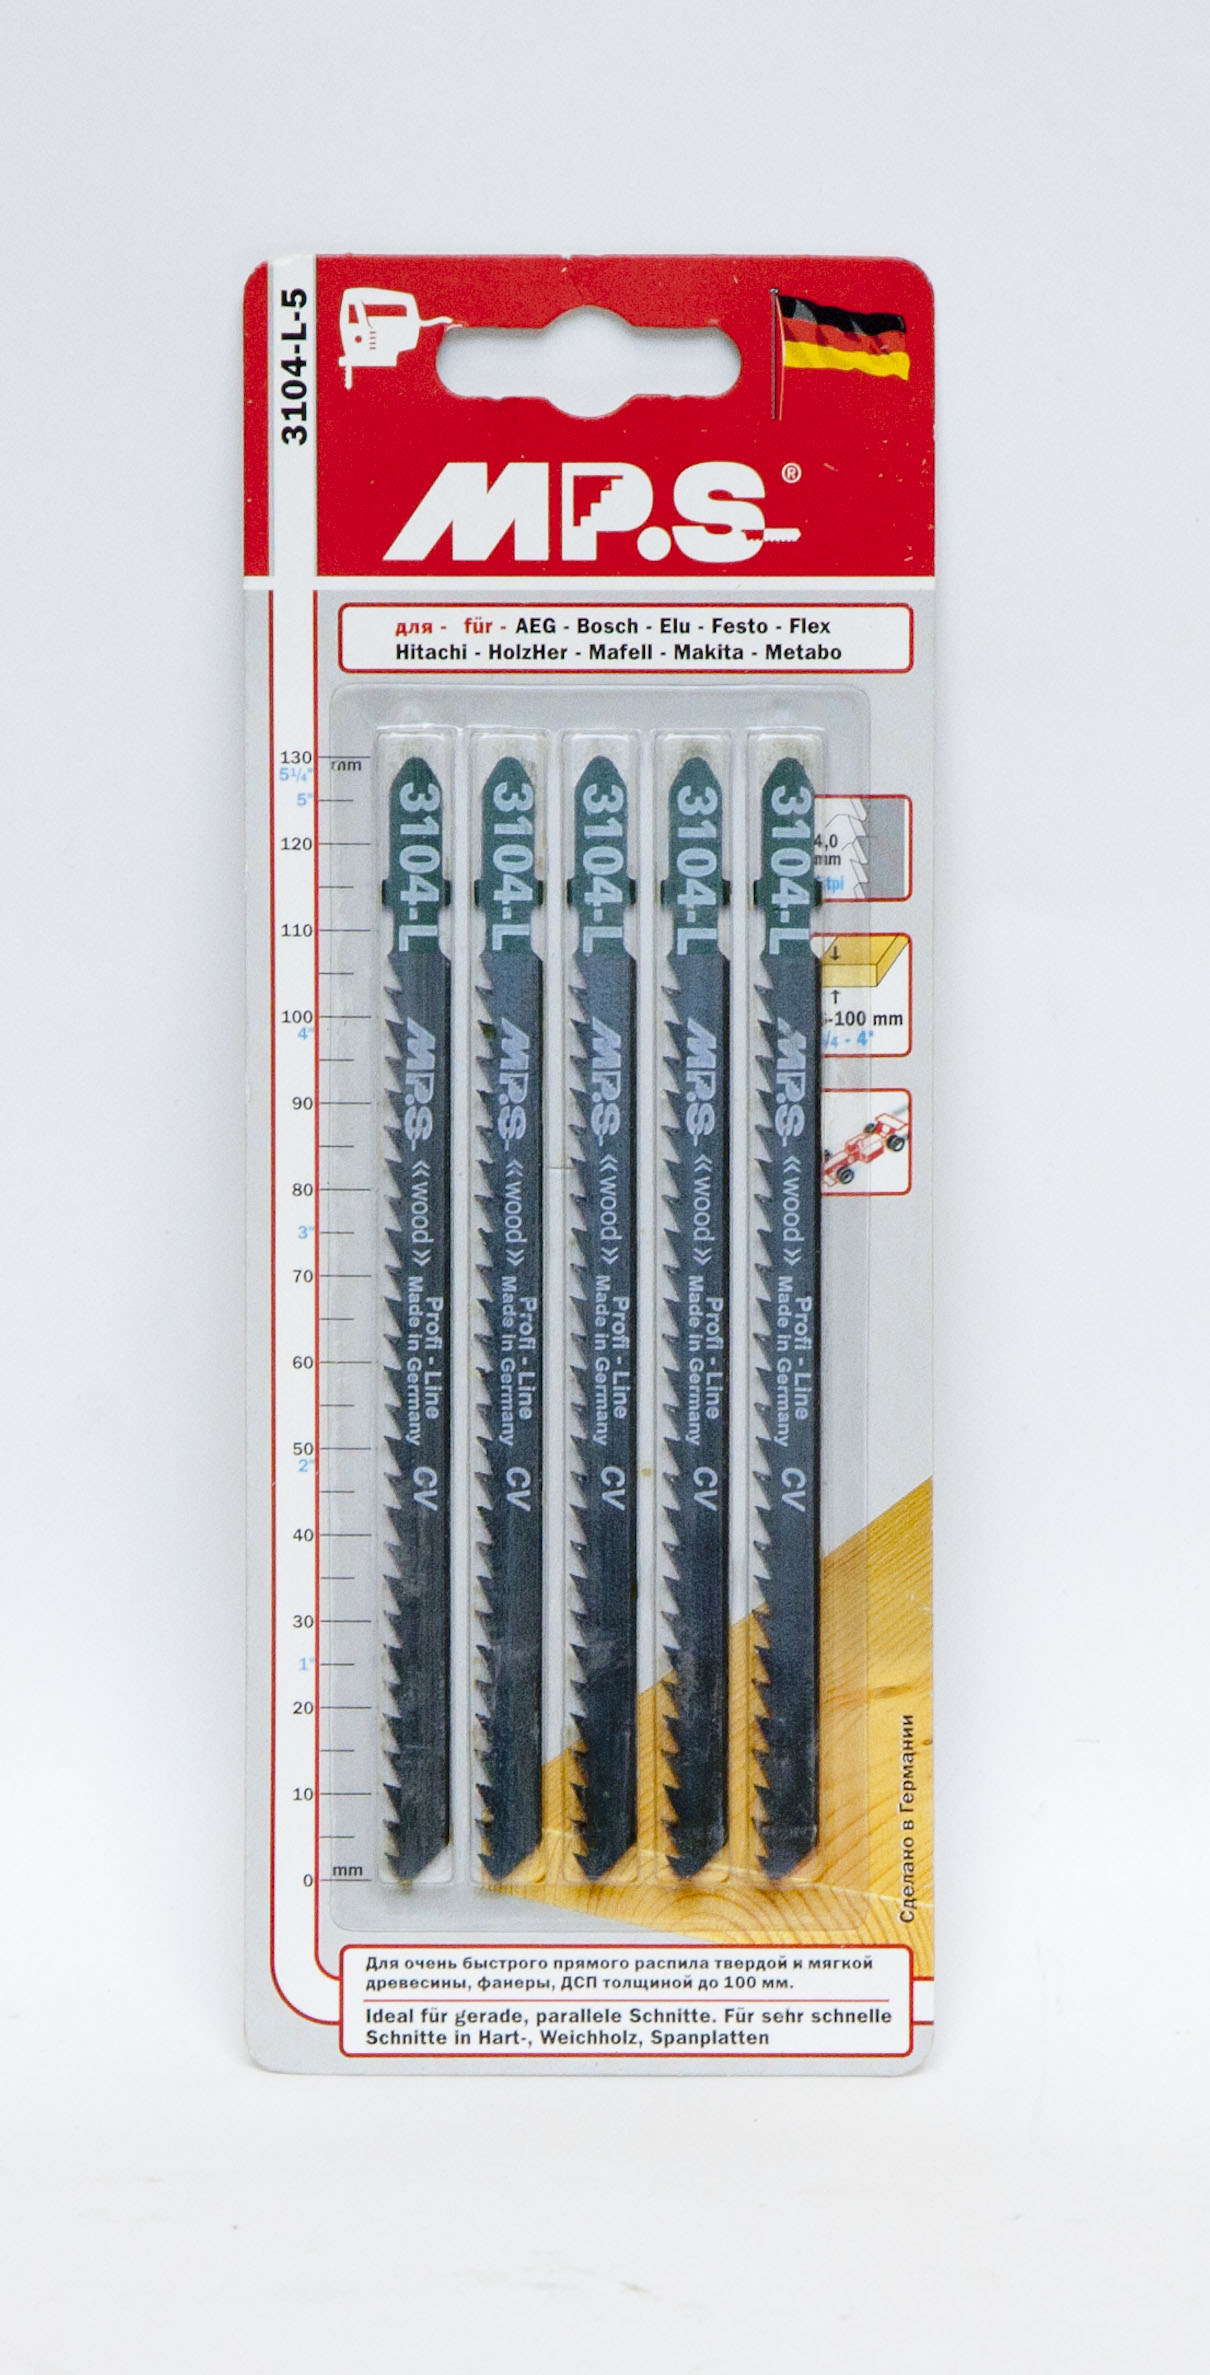 3104-L-5
MP.S®
для - für - AEG - Bosch - Elu - Festo - Flex
Hitachi - HolzHer - Mafell - Makita - Metabo
130 mm
5¼"
5"
120
110
100
4"
90
80
3"
70
60
50
2"
40
30
1"
20
10
0 mm
3104-L MP.S «wood» Profi - Line Made in Germany CV
3104-L MP.S «wood» Profi - Line Made in Germany CV
3104-L MP.S «wood» Profi - Line Made in Germany CV
3104-L MP.S «wood» Profi - Line Made in Germany CV
3104-L MP.S «wood» Profi - Line Made in Germany CV
4,0
mm
tpi
-100 mm
/4 - 4"
Сделано в Германии
Для очень быстрого прямого распила твердой и мягкой
древесины, фанеры, ДСП толщиной до 100 мм.
Ideal für gerade, parallele Schnitte. Für sehr schnelle
Schnitte in Hart-, Weichholz, Spanplatten